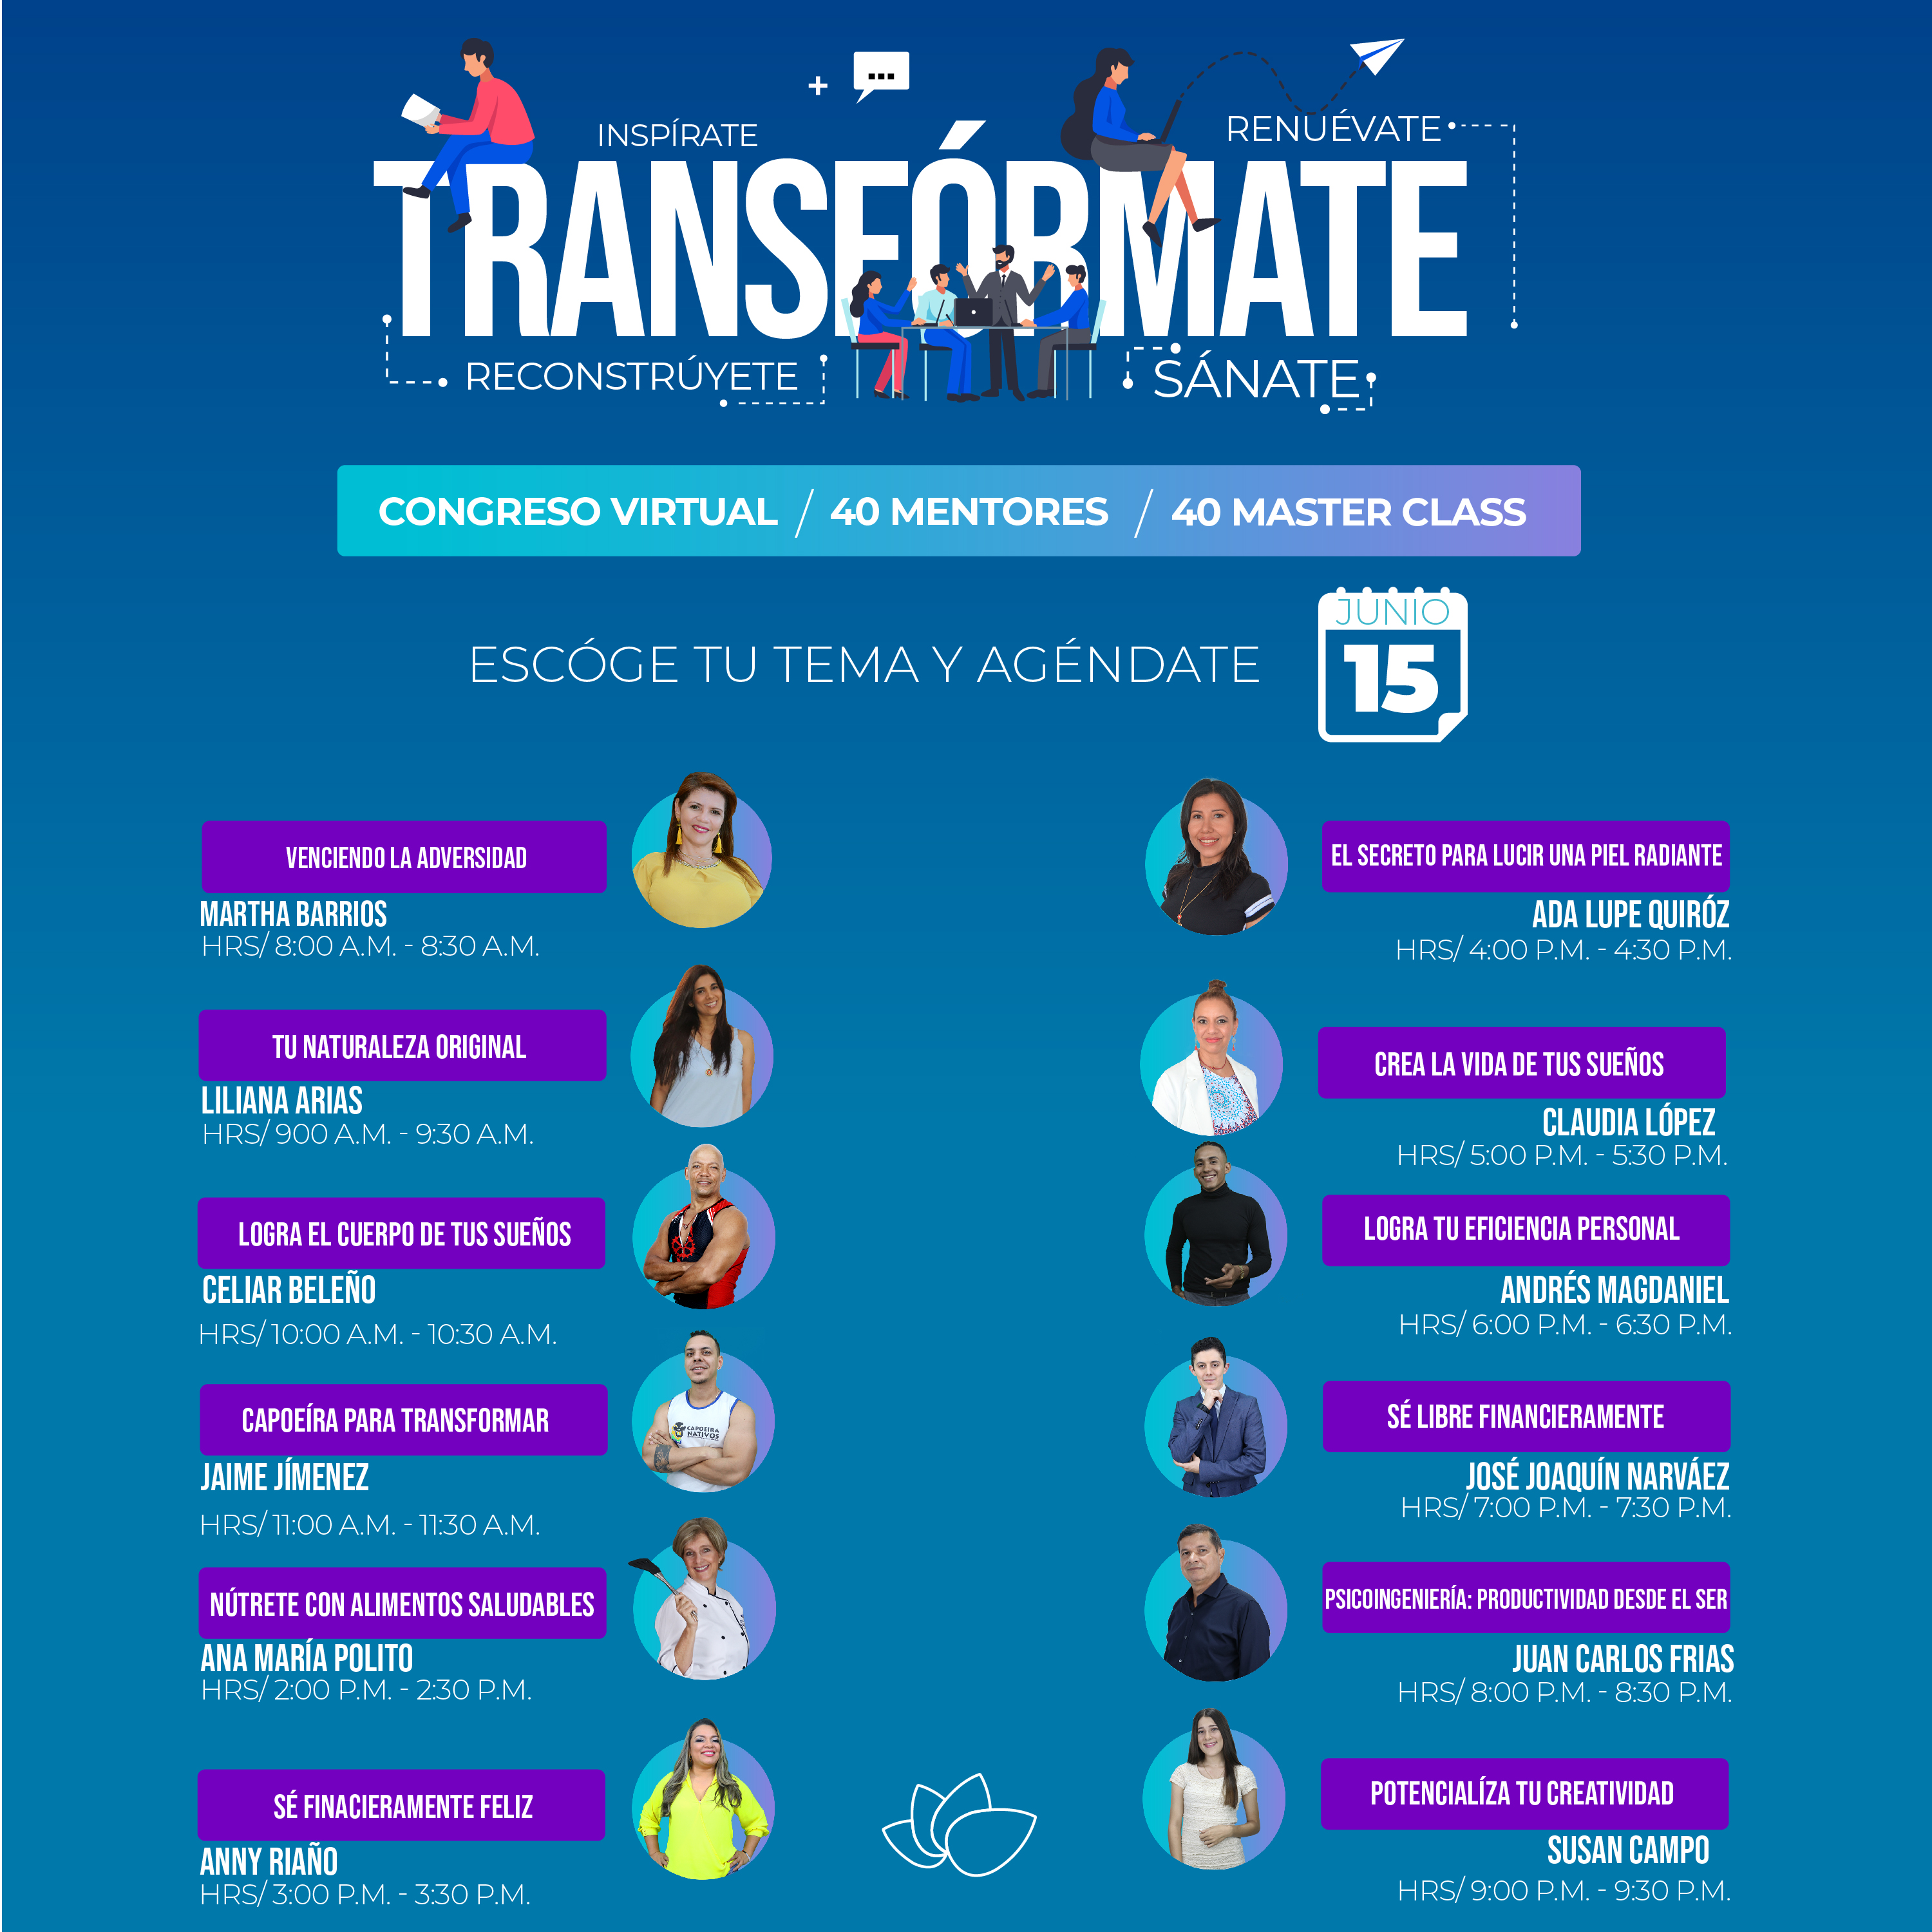 INSPÍRATE
RENUÉVATE
TRANSFÓRMATE
RECONSTRÚYETE
SÁNATE
CONGRESO VIRTUAL / 40 MENTORES / 40 MASTER CLASS
JUNIO
15
ESCÓGE TU TEMA Y AGÉNDATE
VENCIENDO LA ADVERSIDAD
MARTHA BARRIOS
HRS/ 8:00 A.M. - 8:30 A.M.
TU NATURALEZA ORIGINAL
LILIANA ARIAS
HRS/ 900 A.M. - 9:30 A.M.
LOGRA EL CUERPO DE TUS SUEÑOS
CELIAR BELEÑO
HRS/ 10:00 A.M. - 10:30 A.M.
CAPOEÍRA PARA TRANSFORMAR
CAPOEIRA
NATIVOS
JAIME JÍMENEZ
HRS/ 11:00 A.M. - 11:30 A.M.
NÚTRETE CON ALIMENTOS SALUDABLES
ANA MARÍA POLITO
HRS/ 2:00 P.M. - 2:30 P.M.
SÉ FINACIERAMENTE FELIZ
ANNY RIAÑO
HRS/ 3:00 P.M. - 3:30 P.M.
EL SECRETO PARA LUCIR UNA PIEL RADIANTE
ADA LUPE QUIRÓZ
HRS/ 4:00 P.M. - 4:30 P.M.
CREA LA VIDA DE TUS SUEÑOS
CLAUDIA LÓPEZ
HRS/ 5:00 P.M. - 5:30 P.M.
LOGRA TU EFICIENCIA PERSONAL
ANDRÉS MAGDANIEL
HRS/ 6:00 P.M. - 6:30 P.M.
SÉ LIBRE FINANCIERAMENTE
JOSÉ JOAQUÍN NARVÁEZ
HRS/ 7:00 P.M. - 7:30 P.M.
PSICOINGENIERÍA: PRODUCTIVIDAD DESDE EL SER
JUAN CARLOS FRIAS
HRS/ 8:00 P.M. - 8:30 P.M.
POTENCIALÍZA TU CREATIVIDAD
SUSAN CAMPO
HRS/ 9:00 P.M. - 9:30 P.M.